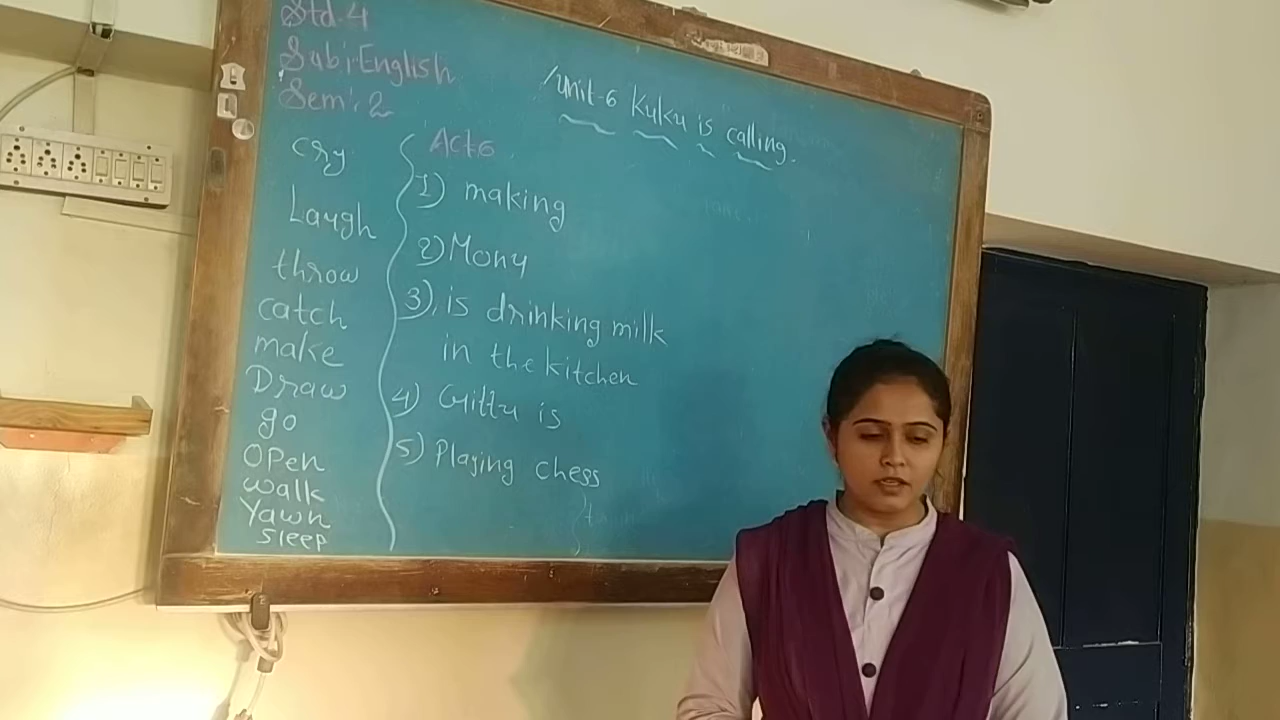 Std.4
Sub:English
Sem:2
Unit-6 Kuku is calling.
cry
Laugh
throw
catch
make
Draw
go
Open
walk
Yawn
sleep
Act6
1) making
2) Mony
3) is drinking milk
in the kitchen
4) Gittu is
5) Playing chess